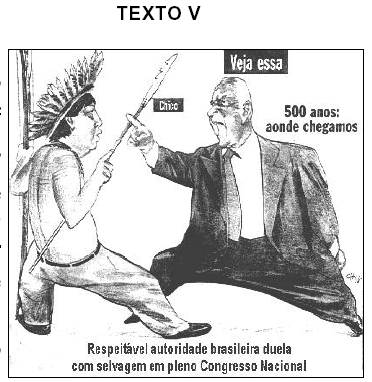 TEXTO V
Veja essa
Chico
500 anos:
aonde chegamos
Respeitável autoridade brasileira duela
com selvagem em pleno Congresso Nacional